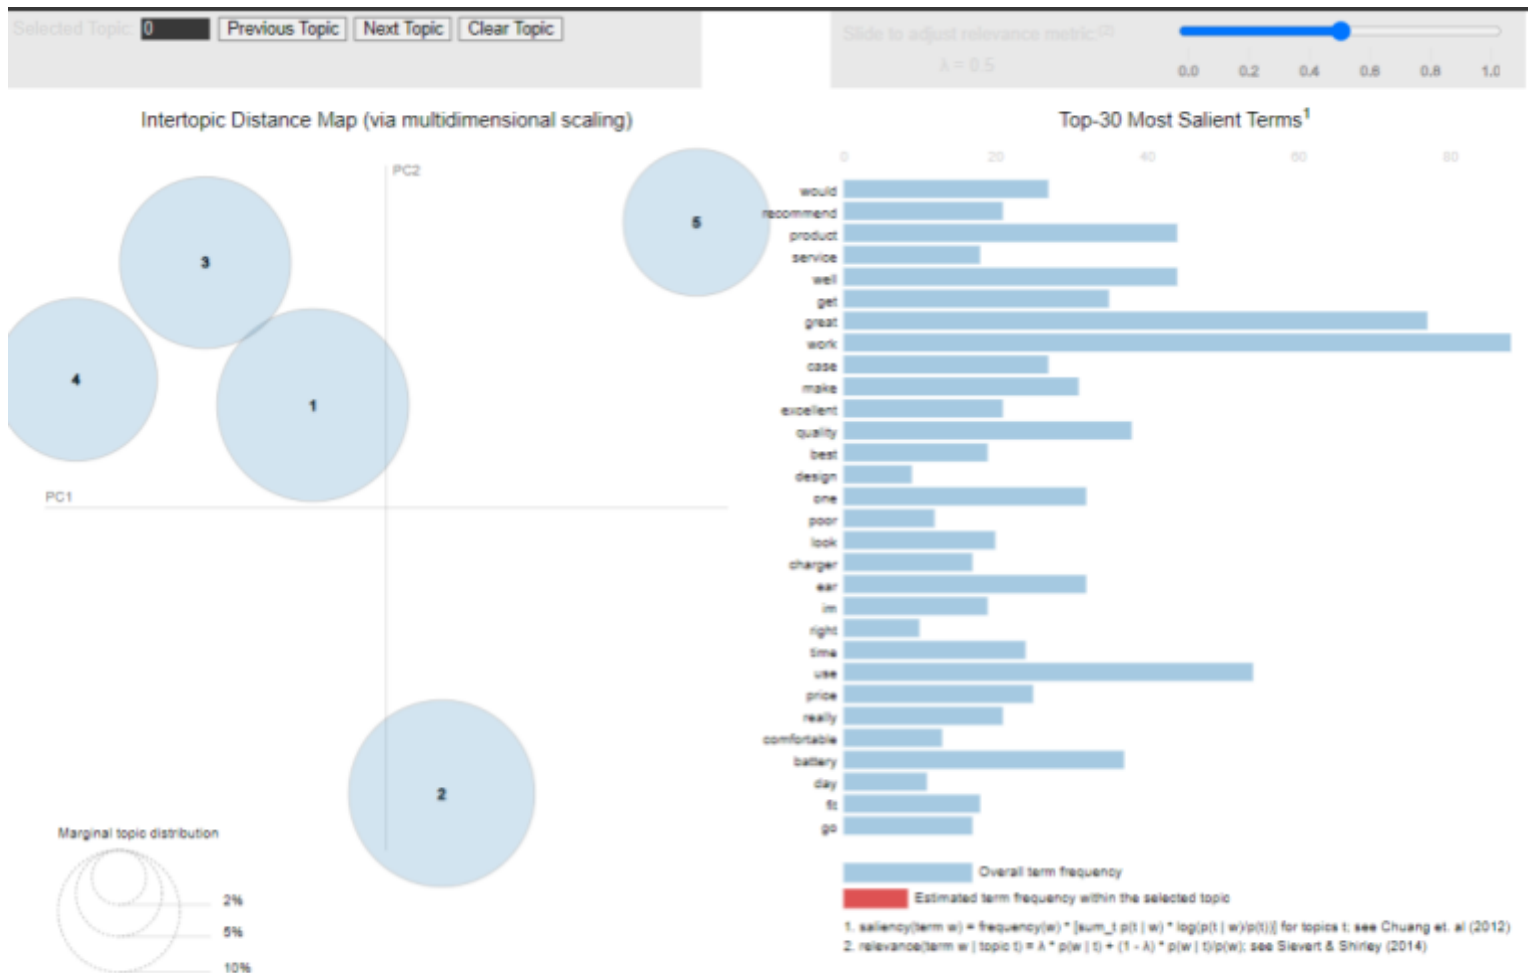 Selected Topic: 0 Previous Topic Next Topic Clear Topic
Slide to adjust relevance metric:(2)
λ = 0.5
0.0 0.2 0.4 0.6 0.8 1.0
Intertopic Distance Map (via multidimensional scaling)
PC2
PC1
5
3
4
1
2
Marginal topic distribution
2%
5%
10%
Top-30 Most Salient Terms1
0 20 40 60 80
would
recommend
product
service
well
get
great
work
case
make
excellent
quality
best
design
one
poor
look
charger
ear
im
right
time
use
price
really
comfortable
battery
day
fit
go
Overall term frequency
Estimated term frequency within the selected topic
1. saliency(term w) = frequency(w) * [sum_t p(t | w) * log(p(t | w)/p(t))] for topics t; see Chuang et. al (2012)
2. relevance(term w | topic t) = λ * p(w | t) + (1 - λ) * p(w | t)/p(w); see Sievert & Shirley (2014)